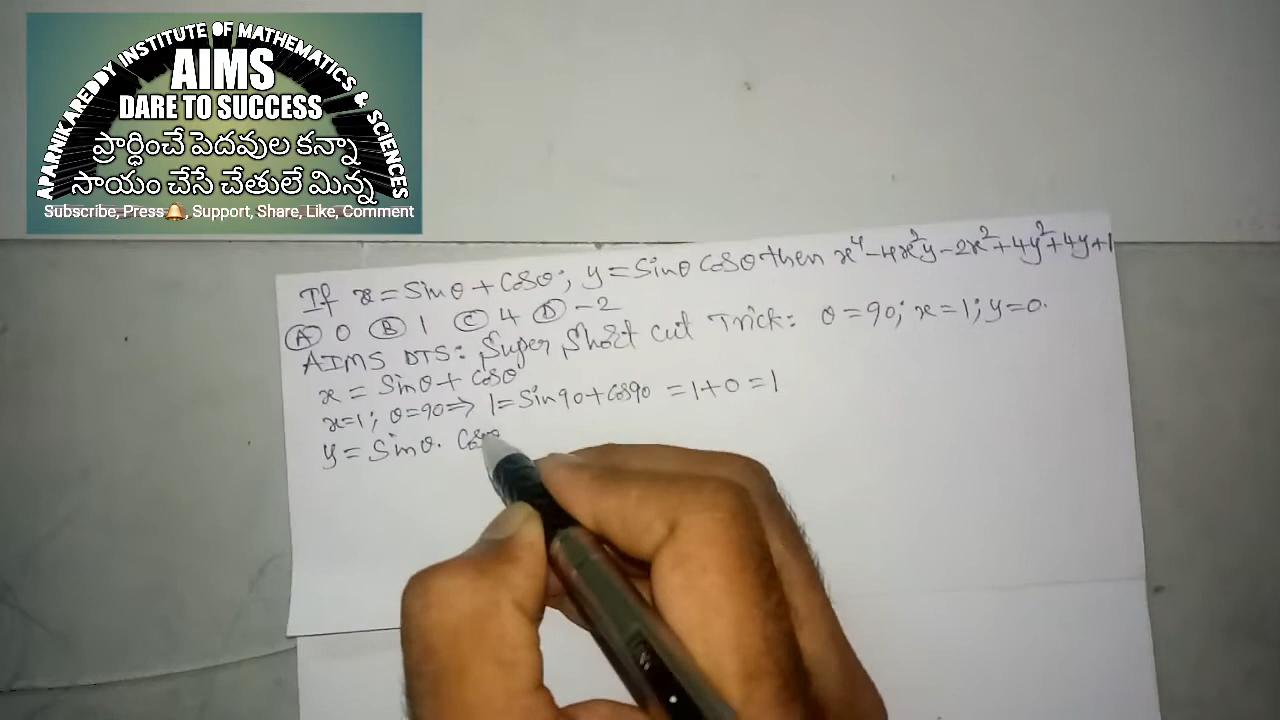 APARNIKAREDDY INSTITUTE OF MATHEMATICS & SCIENCES
AIMS
DARE TO SUCCESS
ప్రార్ధించే పెదవుల కన్నా
సాయం చేసే చేతులే మిన్న
Subscribe, Press🔔, Support, Share, Like, Comment
If x = Sinθ + Cosθ; y = Sinθ Cosθ then x⁴-4x²y-2x²+4y²+4y+1
Ⓐ 0 Ⓑ 1 Ⓒ 4 Ⓓ -2
AIMS DTS: Super Short Cut Trick: θ=90; x=1; y=0.
x = Sinθ + Cosθ
x=1; θ=90 ⇒ 1=Sin90+Cos90 = 1+0 = 1
y = Sinθ. Cosθ